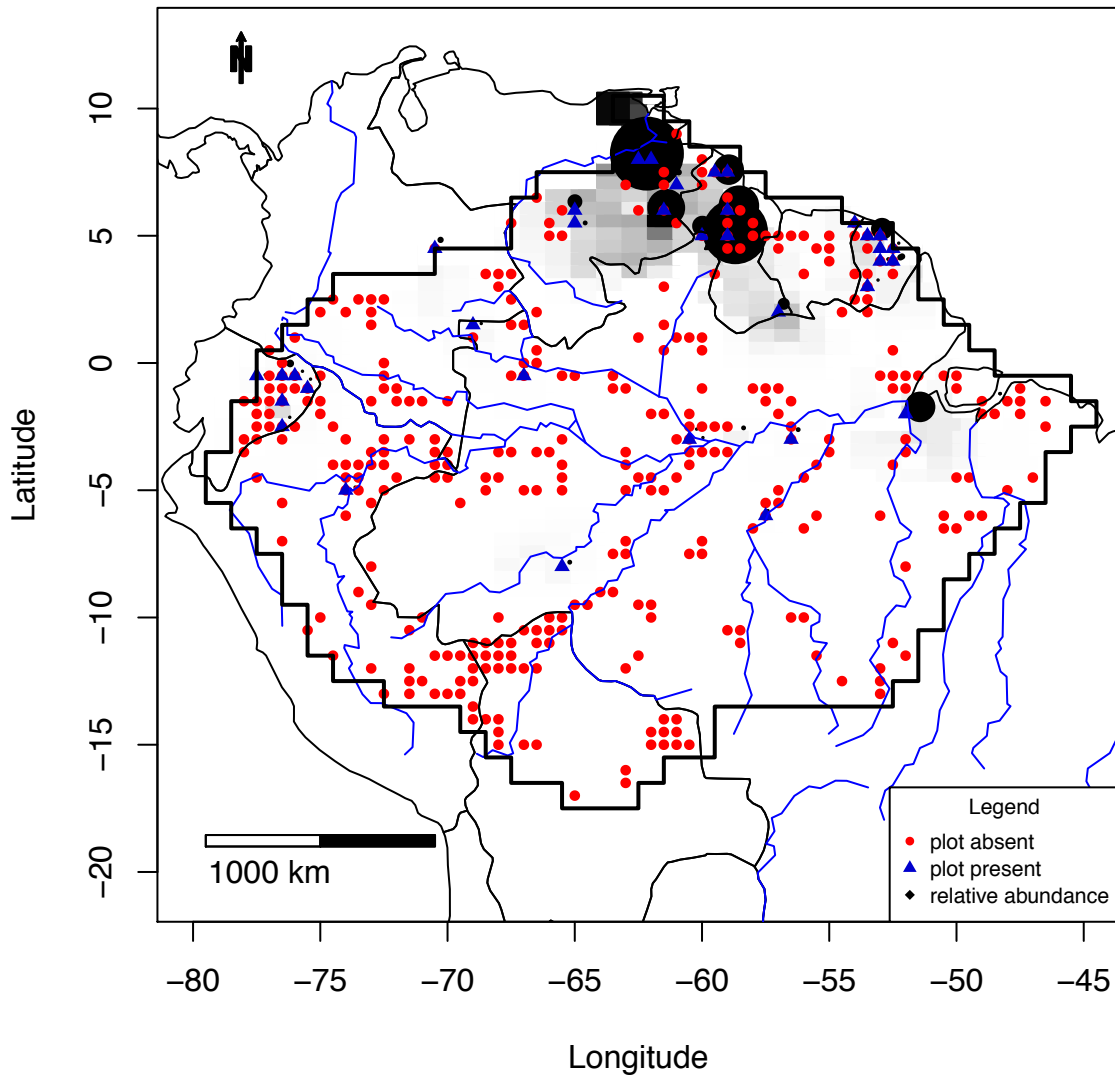 N
10
5
0
−5
−10
−15
−20
Latitude
1000 km
Legend
plot absent
plot present
relative abundance
−80 −75 −70 −65 −60 −55 −50 −45
Longitude